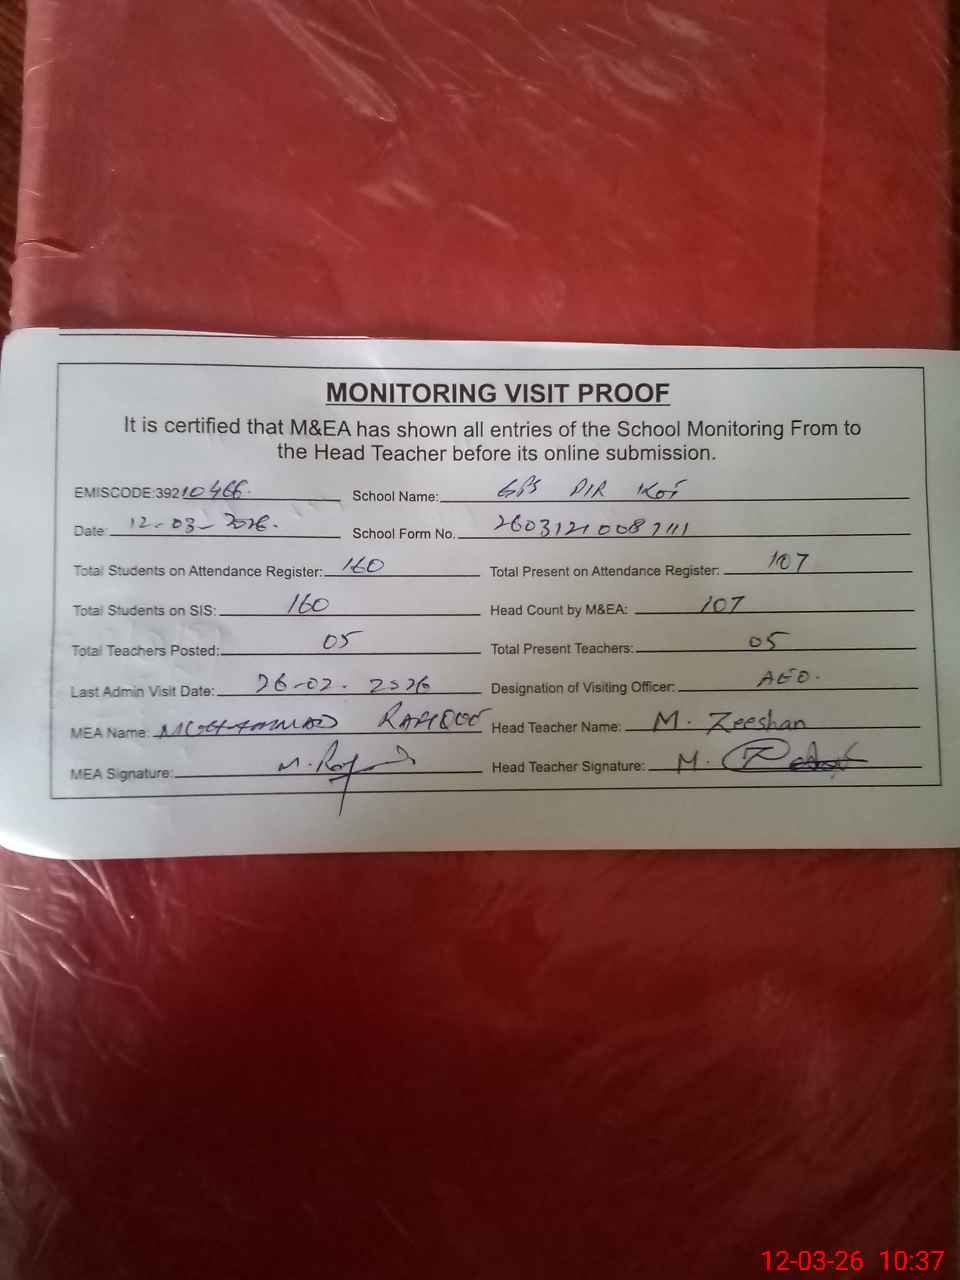 MONITORING VISIT PROOF
It is certified that M&EA has shown all entries of the School Monitoring From to
the Head Teacher before its online submission.
EMISCODE:39210466. School Name: GPS PIR KOT
Date: 12-03-2026. School Form No. 2603121008
Total Students on Attendance Register: 160 Total Present on Attendance Register: 107
Total Students on SIS: 160 Head Count by M&EA: 107
Total Teachers Posted: 05 Total Present Teachers: 05
Last Admin Visit Date: 26-02-2026 Designation of Visiting Officer: AEO.
MEA Name: MOHAMMAD Head Teacher Name: M. Zeeshan
MEA Signature: M. Head Teacher Signature: M.
12-03-26 10:37